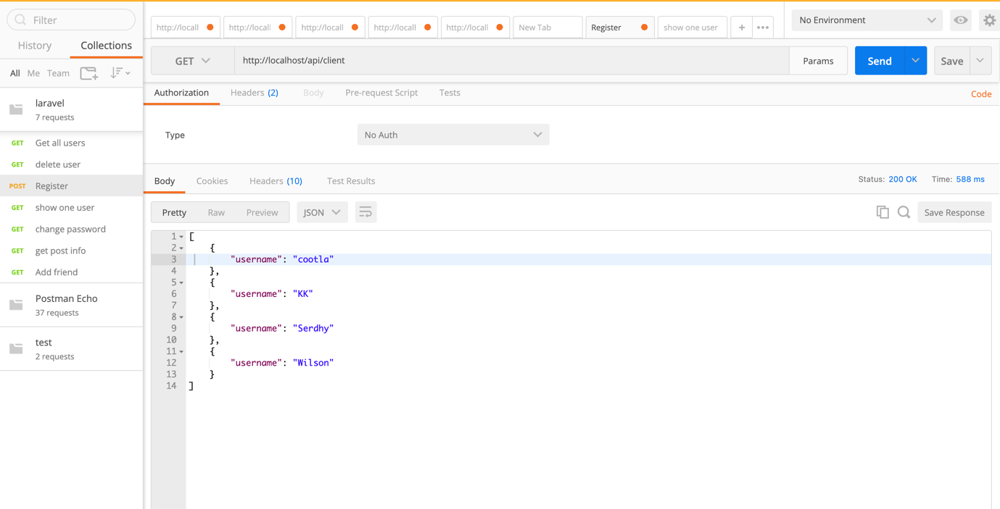 Filter
History Collections
All Me Team
laravel
7 requests
GET Get all users
GET delete user
POST Register
GET show one user
GET change password
GET get post info
GET Add friend
Postman Echo
37 requests
test
2 requests
http://locall http://locall http://locall http://locall http://locall New Tab Register show one user + •••
No Environment
GET http://localhost/api/client Params Send Save
Authorization Headers (2) Body Pre-request Script Tests Code
Type No Auth
Body Cookies Headers (10) Test Results Status: 200 OK Time: 588 ms
Pretty Raw Preview JSON Save Response
1 [
2 {
3 "username": "cootla"
4 },
5 {
6 "username": "KK"
7 },
8 {
9 "username": "Serdhy"
10 },
11 {
12 "username": "Wilson"
13 }
14 ]